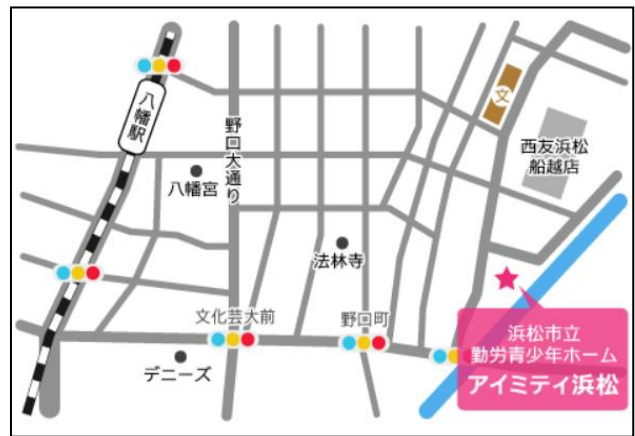 八幡駅
野口大通り
八幡宮
文
西友浜松
船越店
法林寺
文化芸大前
野口町
デニーズ
浜松市立
勤労青少年ホーム
アイミティ浜松